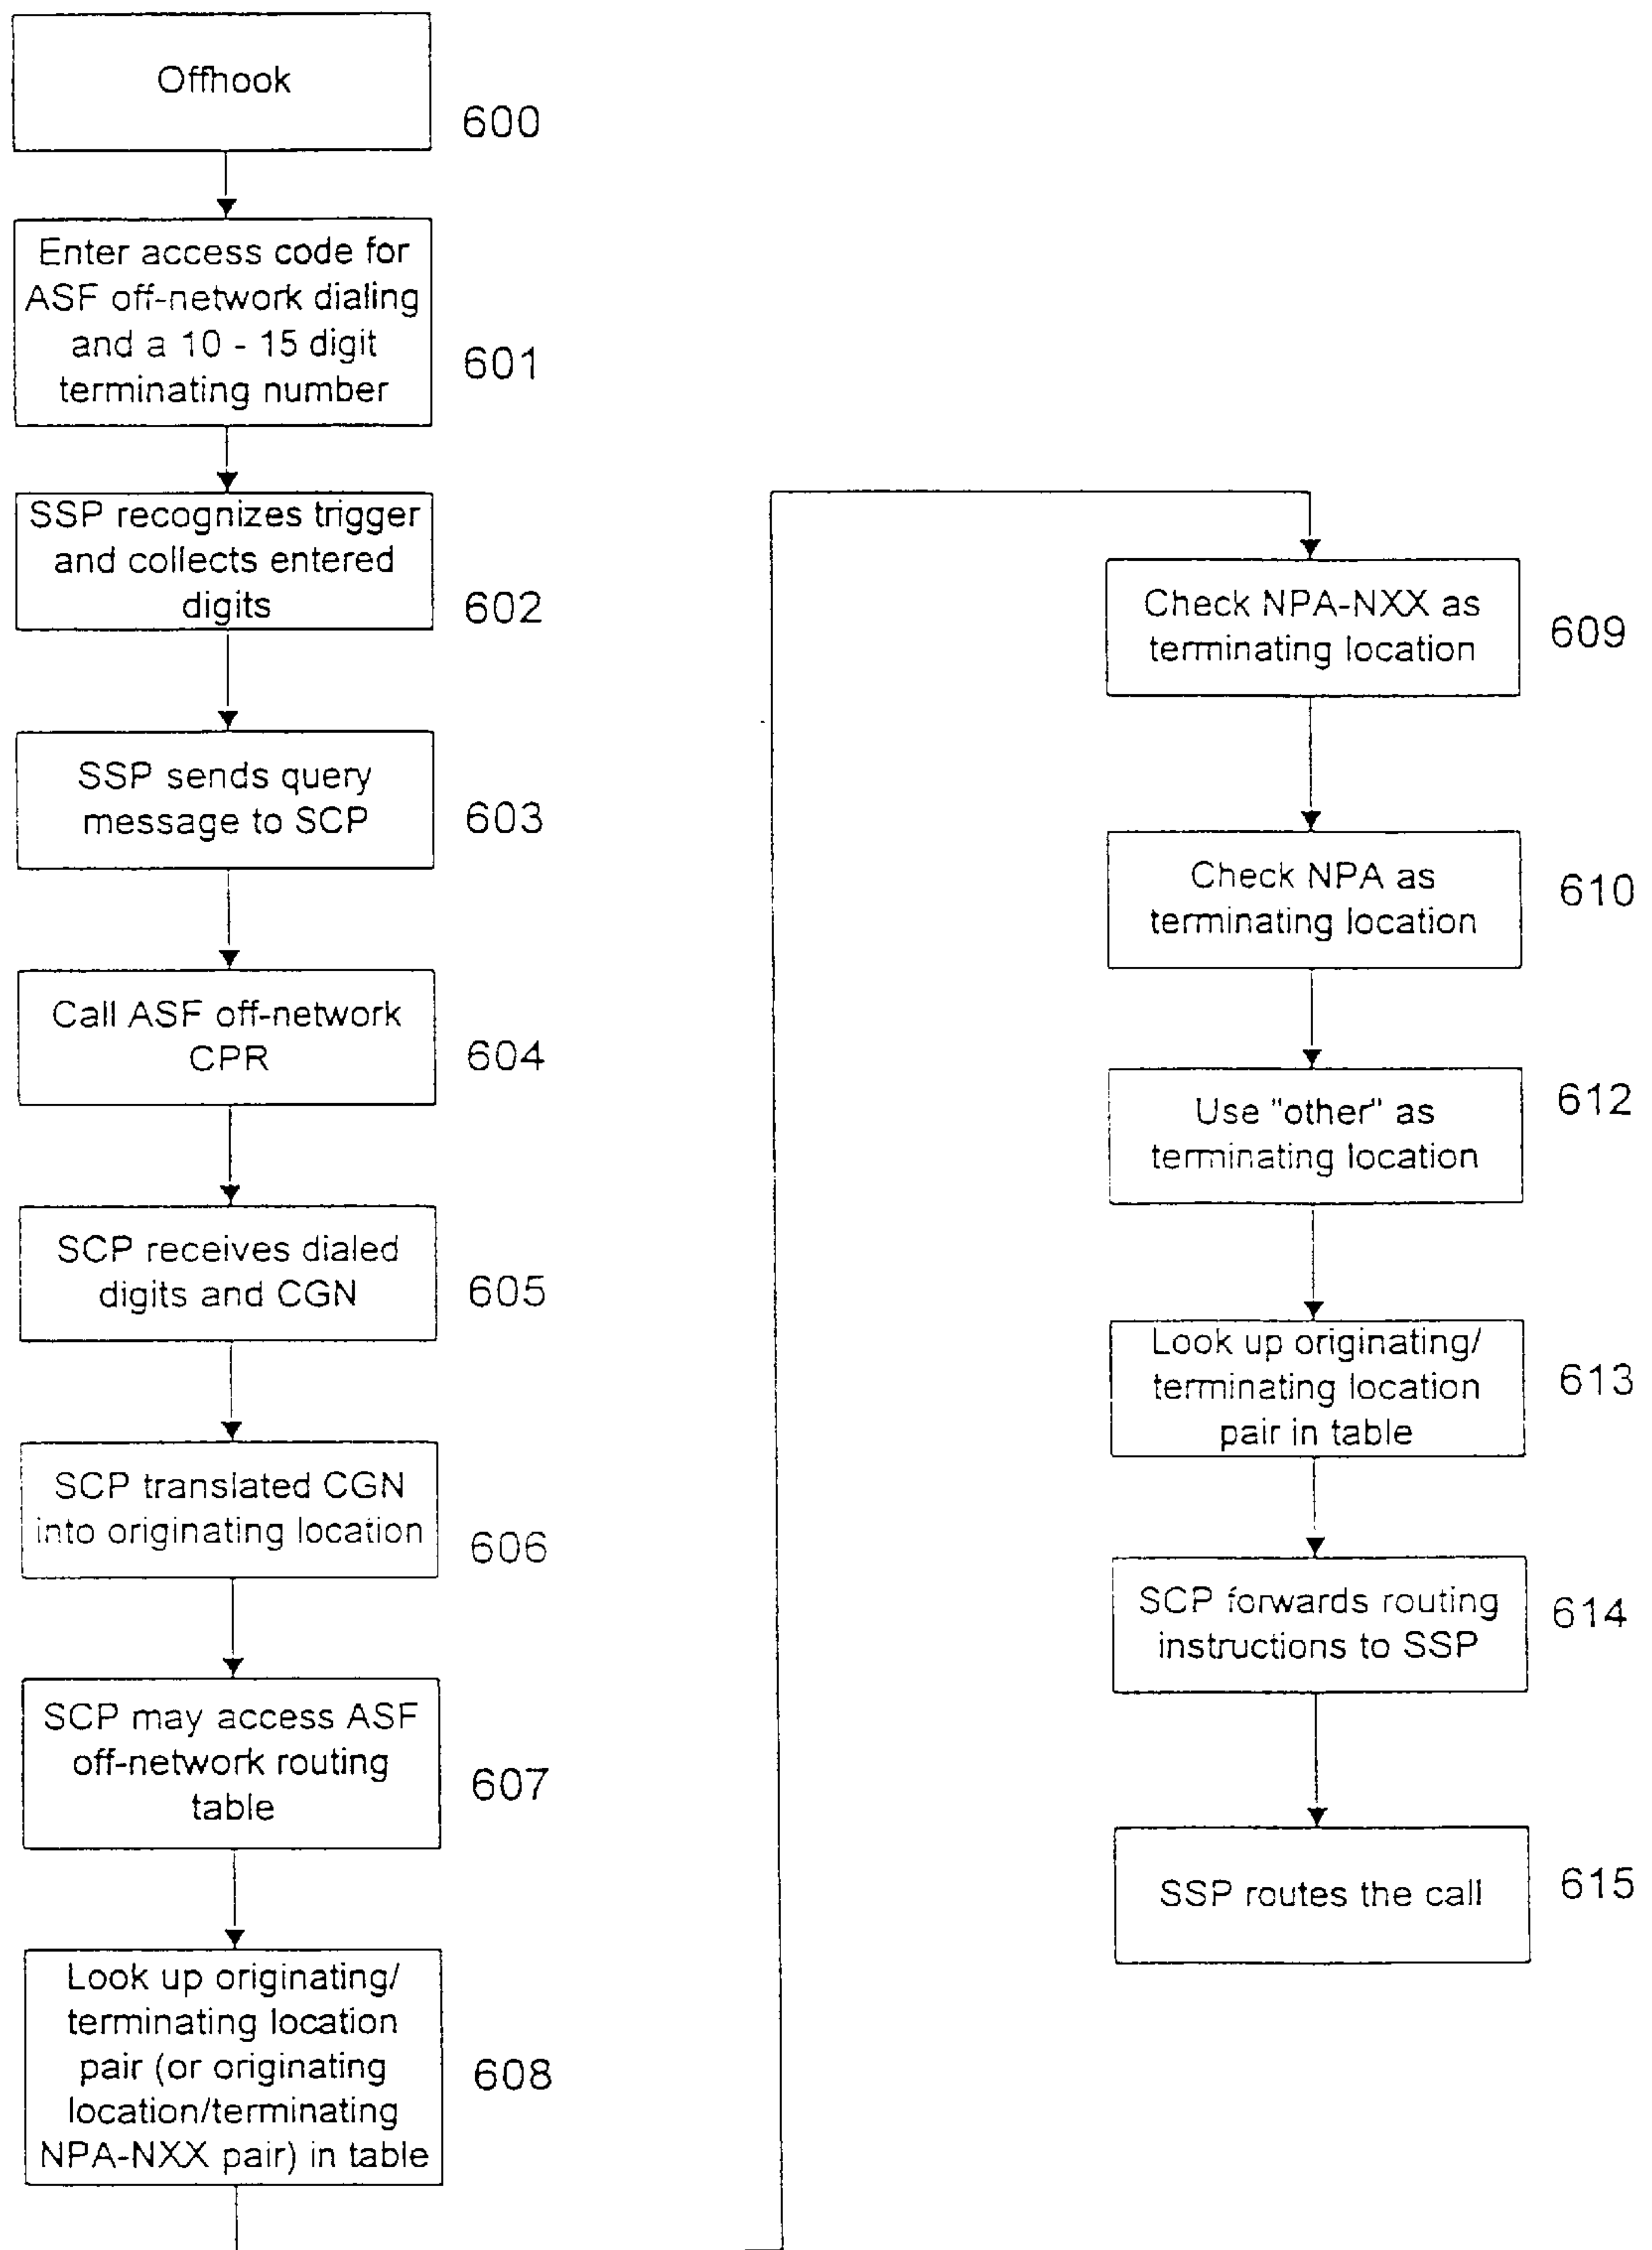 Offhook
600
Enter access code for
ASF off-network dialing
and a 10 - 15 digit
terminating number
601
SSP recognizes trigger
and collects entered
digits
602
SSP sends query
message to SCP
603
Call ASF off-network
CPR
604
SCP receives dialed
digits and CGN
605
SCP translated CGN
into originating location
606
SCP may access ASF
off-network routing
table
607
Look up originating/
terminating location
pair (or originating
location/terminating
NPA-NXX pair) in table
608
Check NPA-NXX as
terminating location
609
Check NPA as
terminating location
610
Use "other" as
terminating location
612
Look up originating/
terminating location
pair in table
613
SCP forwards routing
instructions to SSP
614
SSP routes the call
615